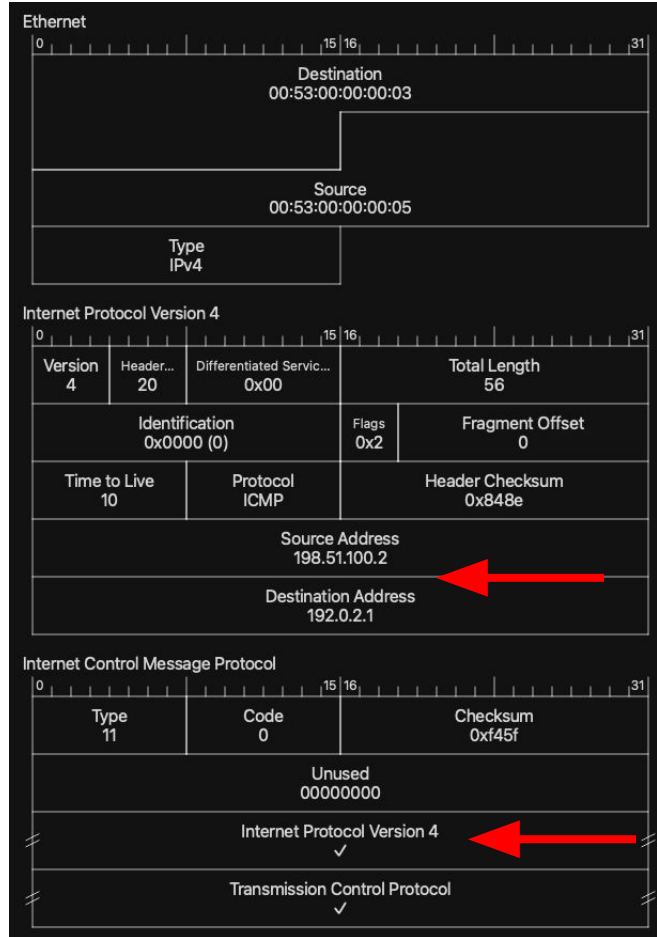 Ethernet
0 15 16 31
Destination
00:53:00:00:00:03
Source
00:53:00:00:00:05
Type
IPv4
Internet Protocol Version 4
0 15 16 31
Version Header... Differentiated Servic... Total Length
4 20 0x00 56
Identification Flags Fragment Offset
0x0000 (0) 0x2 0
Time to Live Protocol Header Checksum
10 ICMP 0x848e
Source Address
198.51.100.2
Destination Address
192.0.2.1
Internet Control Message Protocol
0 15 16 31
Type Code Checksum
11 0 0xf45f
Unused
00000000
Internet Protocol Version 4
✓
Transmission Control Protocol
✓